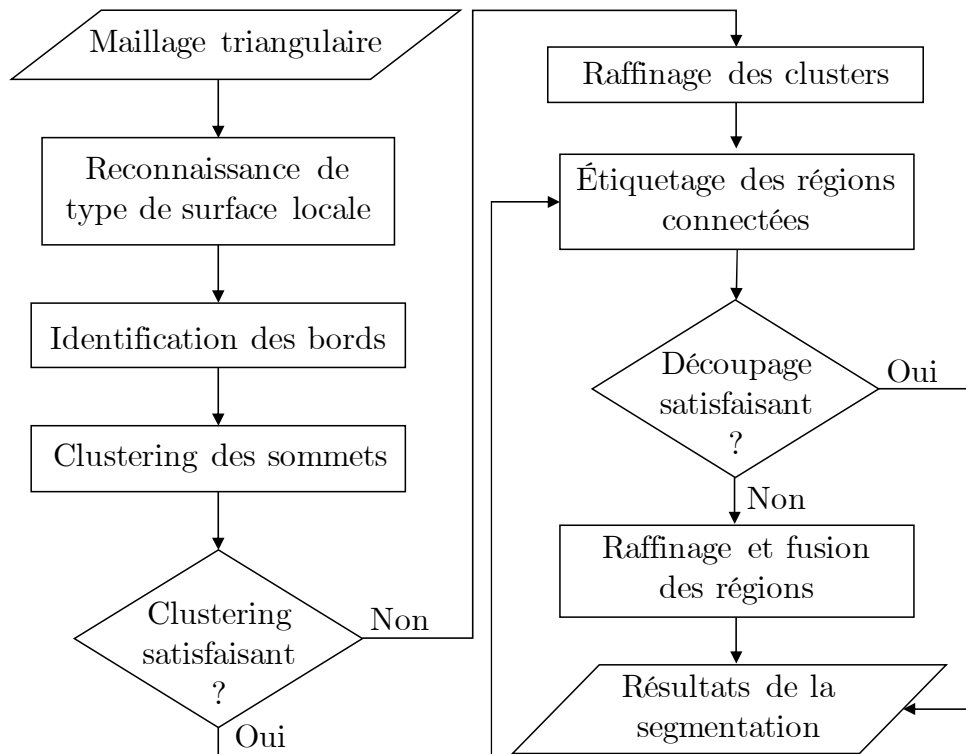 Maillage triangulaire
Reconnaissance de
type de surface locale
Identification des bords
Clustering des sommets
Clustering
satisfaisant
?
Non
Oui
Raffinage des clusters
Étiquetage des régions
connectées
Découpage
satisfaisant
?
Oui
Non
Raffinage et fusion
des régions
Résultats de la
segmentation